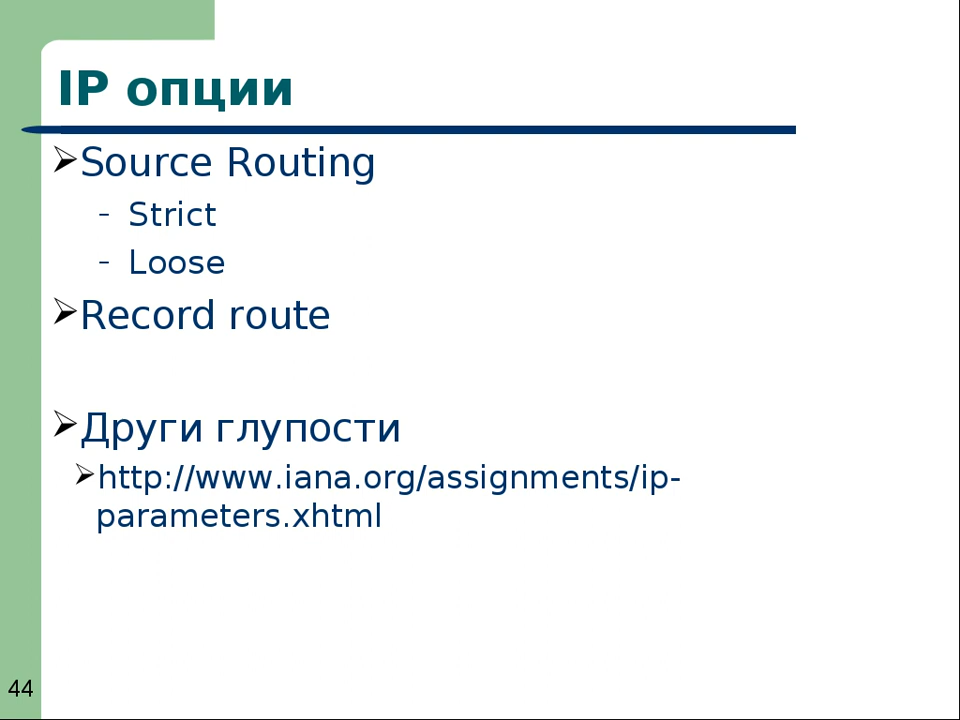 IP опции
Source Routing
– Strict
– Loose
Record route
Други глупости
http://www.iana.org/assignments/ip-
parameters.xhtml
44